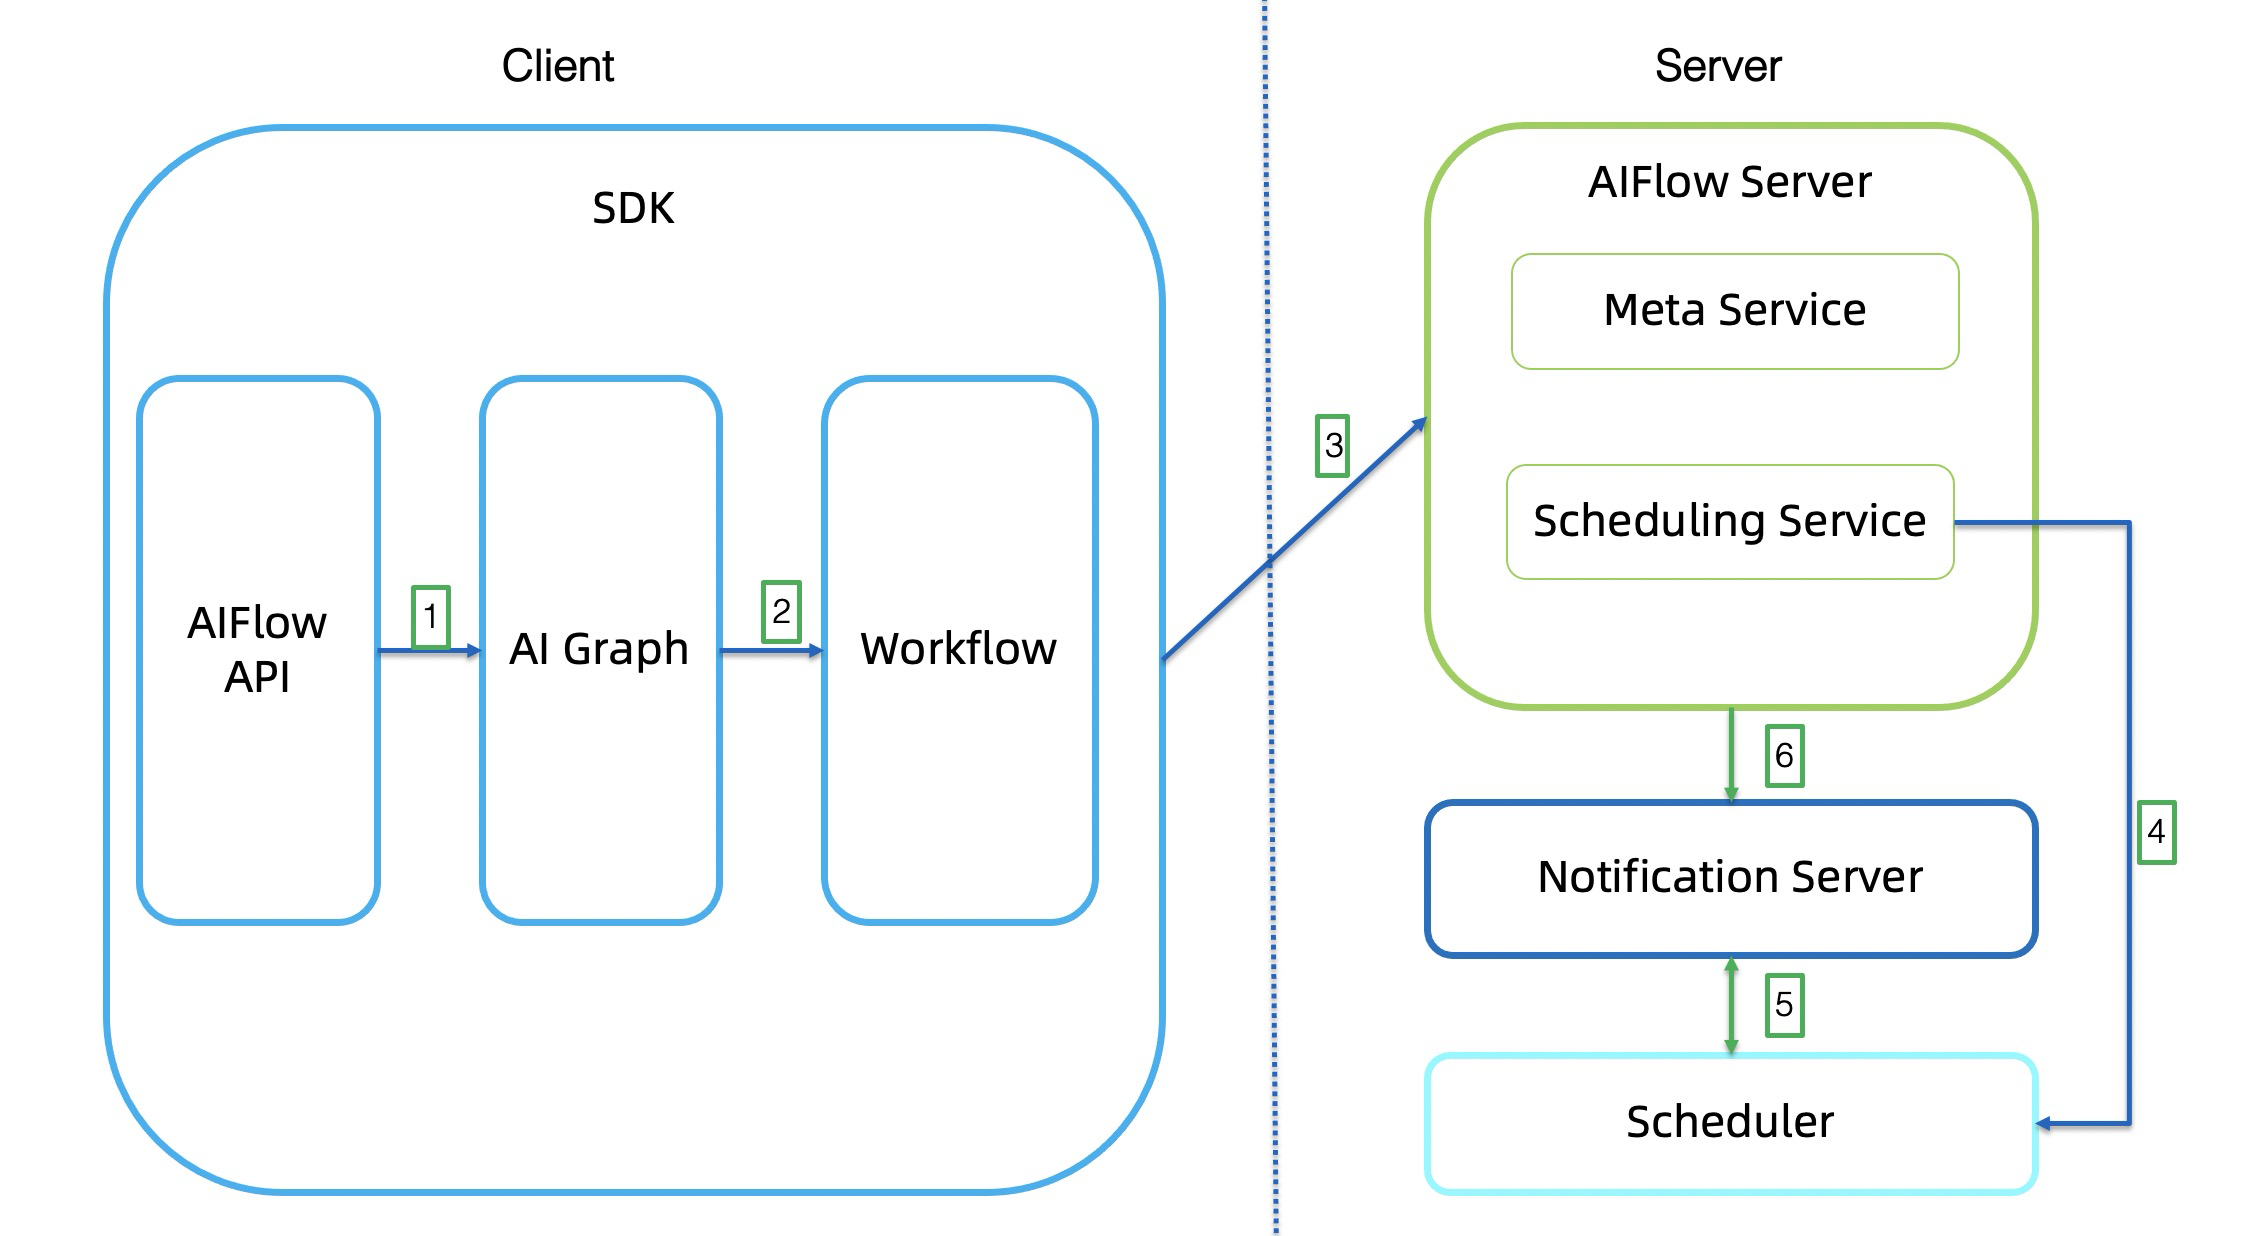 Client
SDK
AIFlow
API
1
AI Graph
2
Workflow
3
Server
AIFlow Server
Meta Service
Scheduling Service
6
Notification Server
4
5
Scheduler